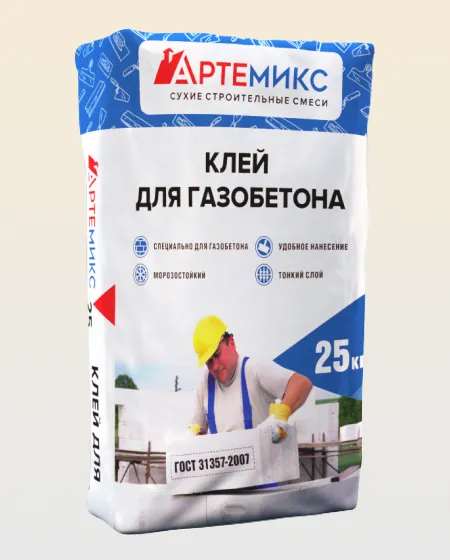 АРТЕМИКС
СУХИЕ СТРОИТЕЛЬНЫЕ СМЕСИ
КЛЕЙ
ДЛЯ ГАЗОБЕТОНА
СПЕЦИАЛЬНО ДЛЯ ГАЗОБЕТОНА
УДОБНОЕ НАНЕСЕНИЕ
МОРОЗОСТОЙКИЙ
ТОНКИЙ СЛОЙ
25 кг
ГОСТ 31357-2007
АРТЕМИКС
25
КЛЕЙ ДЛЯ